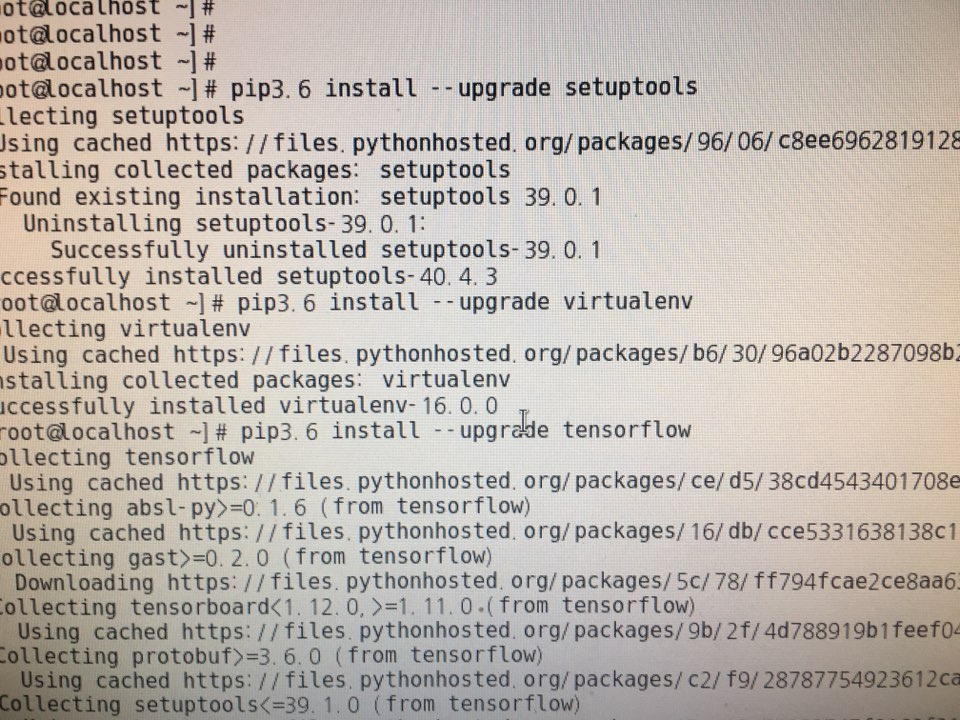 oot@localhost ~]#
oot@localhost ~]#
oot@localhost ~]#
oot@localhost ~]# pip3.6 install --upgrade setuptools
llecting setuptools
Using cached https://files.pythonhosted.org/packages/96/06/c8ee6962819128
stalling collected packages: setuptools
Found existing installation: setuptools 39.0.1
Uninstalling setuptools-39.0.1:
Successfully uninstalled setuptools-39.0.1
ccessfully installed setuptools-40.4.3
root@localhost ~]# pip3.6 install --upgrade virtualenv
ollecting virtualenv
Using cached https://files.pythonhosted.org/packages/b6/30/96a02b2287098b2
nstalling collected packages: virtualenv
uccessfully installed virtualenv-16.0.0
root@localhost ~]# pip3.6 install --upgrade tensorflow
ollecting tensorflow
Using cached https://files.pythonhosted.org/packages/ce/d5/38cd4543401708e
ollecting absl-py>=0.1.6 (from tensorflow)
Using cached https://files.pythonhosted.org/packages/16/db/cce5331638138c1
ollecting gast>=0.2.0 (from tensorflow)
Downloading https://files.pythonhosted.org/packages/5c/78/ff794fcae2ce8aa6
Collecting tensorboard<1.12.0,>=1.11.0 (from tensorflow)
Using cached https://files.pythonhosted.org/packages/9b/2f/4d788919b1feef04
Collecting protobuf>=3.6.0 (from tensorflow)
Using cached https://files.pythonhosted.org/packages/c2/f9/28787754923612ca
Collecting setuptools<=39.1.0 (from tensorflow)